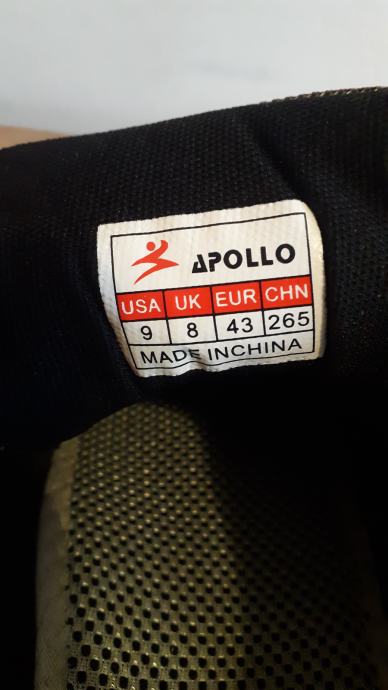 APOLLO
USA UK EUR CHN
9 8 43 265
MADE INCHINA